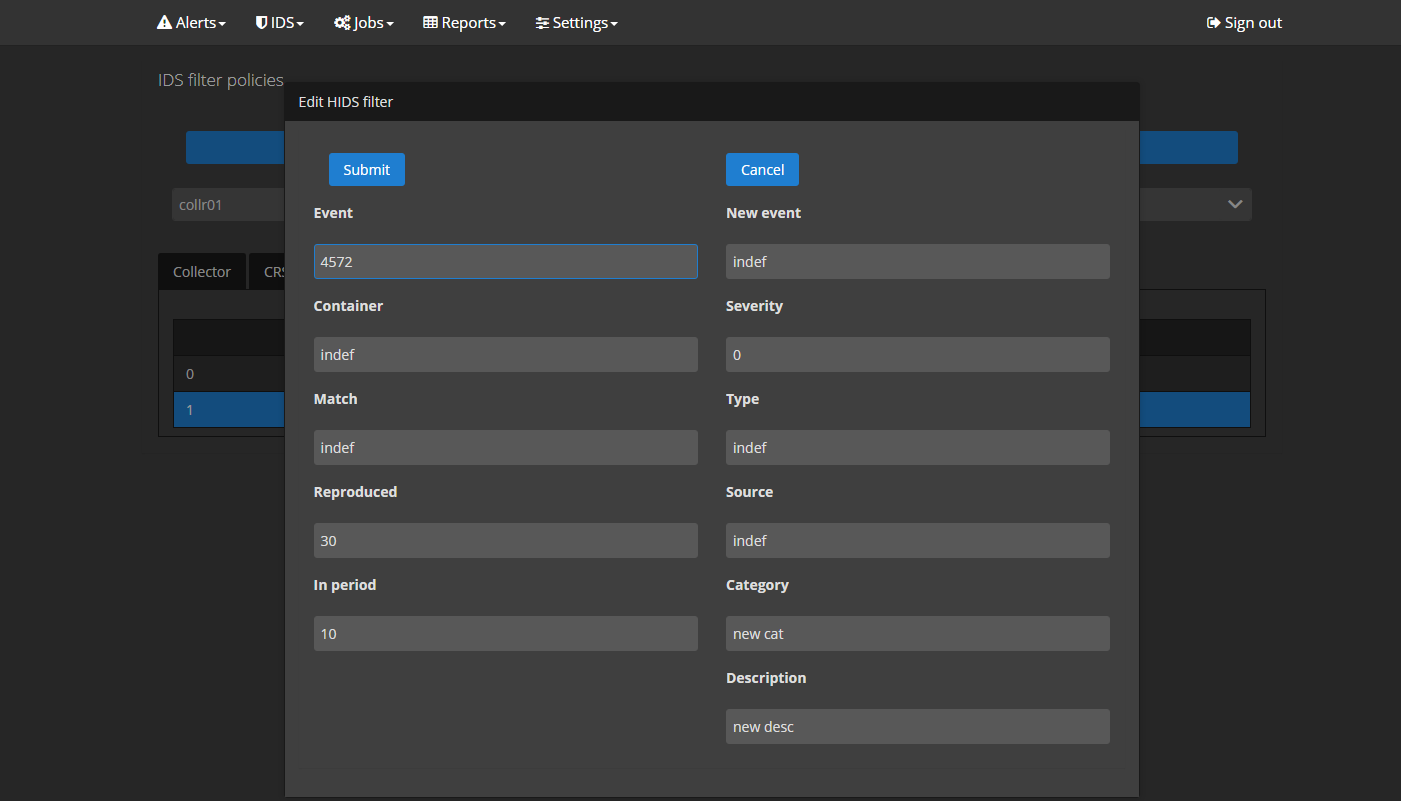 Alerts IDS Jobs Reports Settings Sign out
IDS filter policies
Edit HIDS filter
Submit Cancel
collr01
Event New event
4572 indef
Collector CRS
Container Severity
indef 0
0
Match Type
1
indef indef
Reproduced Source
30 indef
In period Category
10 new cat
Description
new desc